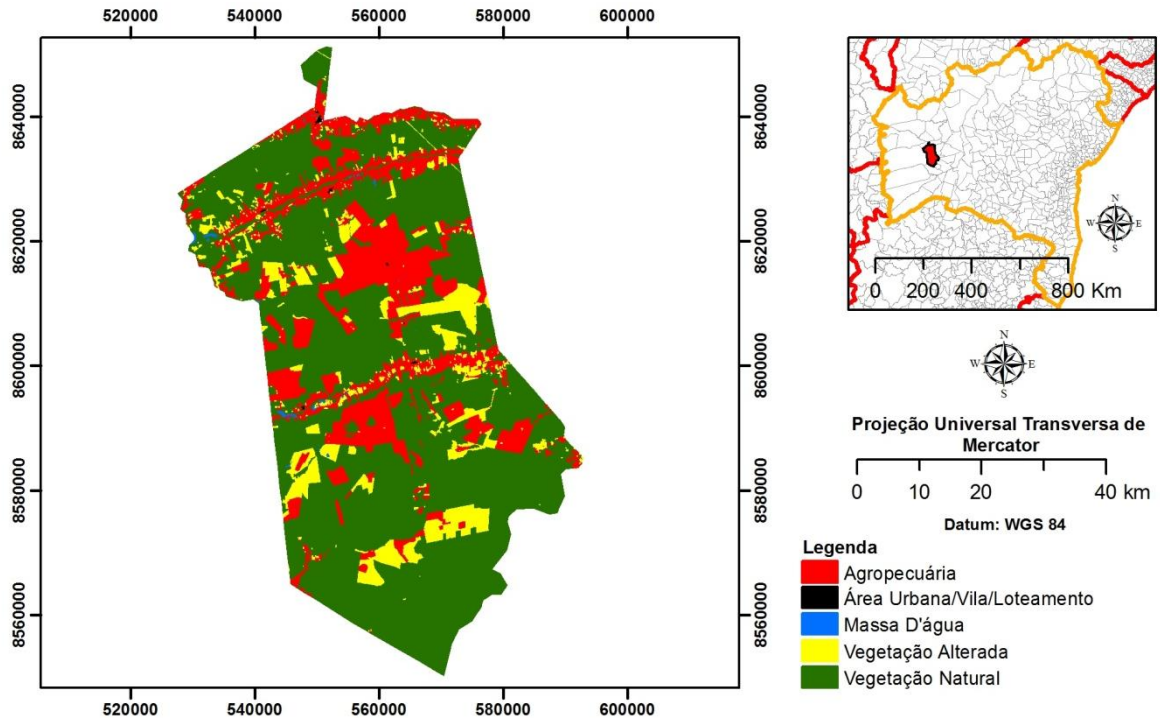 520000 540000 560000 580000 600000
8640000
8620000
8600000
8580000
8560000
8640000
8620000
8600000
8580000
8560000
520000 540000 560000 580000 600000
N
W E
S
0 200 400 800 Km
N
W E
S
Projeção Universal Transversa de
Mercator
0 10 20 40 km
Datum: WGS 84
Legenda
Agropecuária
Área Urbana/Vila/Loteamento
Massa D'água
Vegetação Alterada
Vegetação Natural